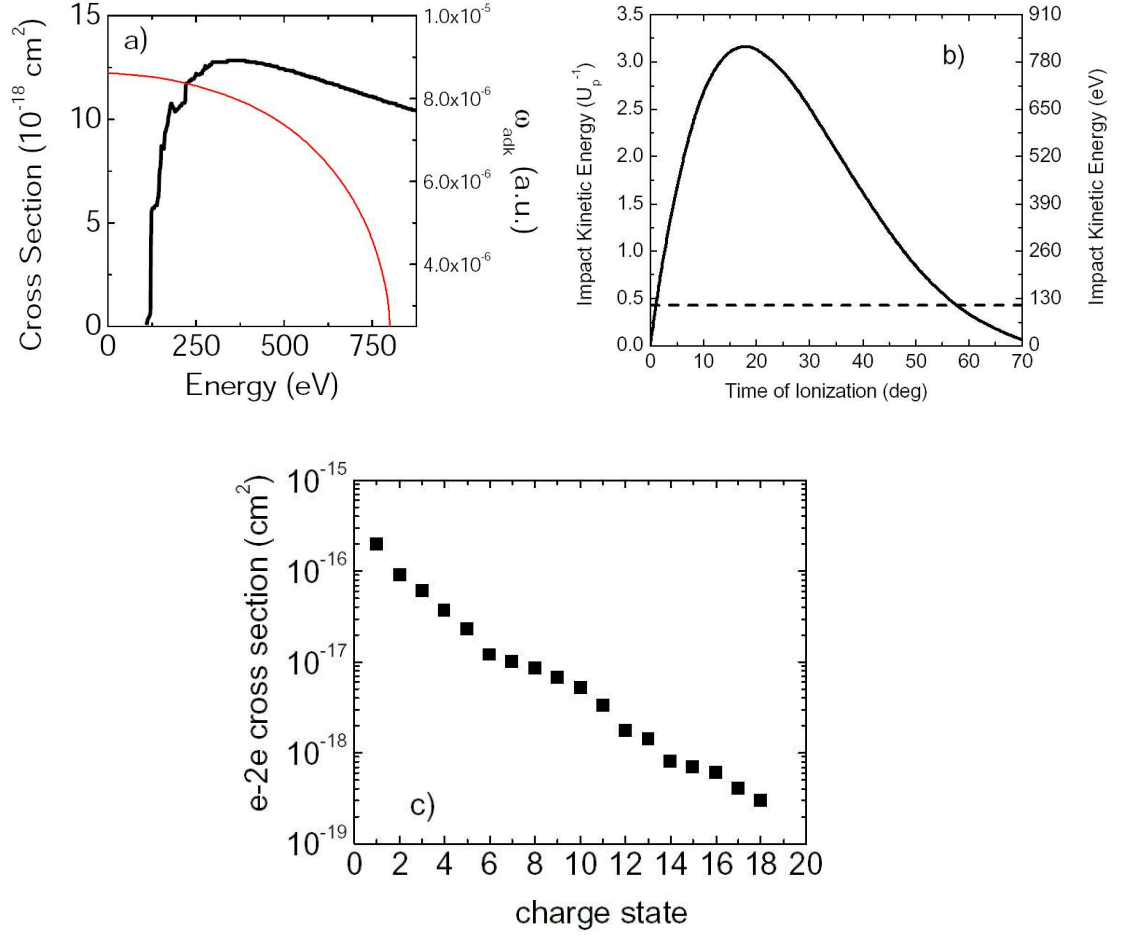 a)
15
10
5
0
Cross Section (10⁻¹⁸ cm²)
0 250 500 750
Energy (eV)
1.0x10⁻⁵
8.0x10⁻⁶
6.0x10⁻⁶
4.0x10⁻⁶
ωadk (a.u.)
b)
3.5
3.0
2.5
2.0
1.5
1.0
0.5
0.0
Impact Kinetic Energy (Up⁻¹)
0 10 20 30 40 50 60 70
Time of Ionization (deg)
910
780
650
520
390
260
130
0
Impact Kinetic Energy (eV)
c)
10⁻¹⁵
10⁻¹⁶
10⁻¹⁷
10⁻¹⁸
10⁻¹⁹
e-2e cross section (cm²)
0 2 4 6 8 10 12 14 16 18 20
charge state